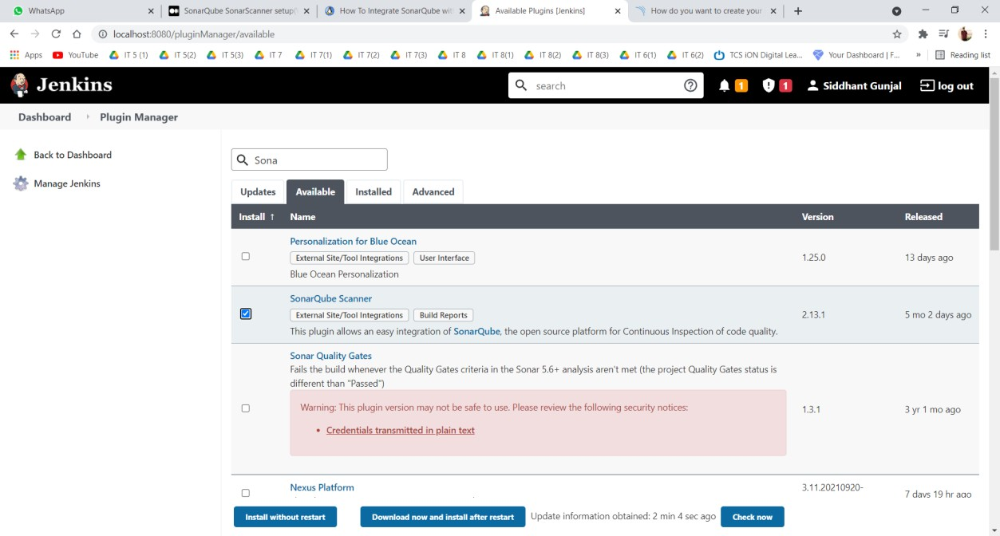 WhatsApp
SonarQube SonarScanner setup(
How To Integrate SonarQube wit
Available Plugins [Jenkins]
How do you want to create your
localhost:8080/pluginManager/available
Apps YouTube IT 5 (1) IT 5(2) IT 5(3) IT 7 IT 7(1) IT 7(2) IT 7(3) IT 8 IT 8(1) IT 8(2) IT 8(3) IT 6(1) IT 6(2) TCS iON Digital Lea... Your Dashboard | F... » Reading list
Jenkins
search
1
1
Siddhant Gunjal
log out
Dashboard Plugin Manager
Back to Dashboard
Manage Jenkins
Sona
Updates Available Installed Advanced
Install ↑ Name Version Released
Personalization for Blue Ocean
External Site/Tool Integrations User Interface
Blue Ocean Personalization
1.25.0
13 days ago
SonarQube Scanner
External Site/Tool Integrations Build Reports
This plugin allows an easy integration of SonarQube, the open source platform for Continuous Inspection of code quality.
2.13.1
5 mo 2 days ago
Sonar Quality Gates
Fails the build whenever the Quality Gates criteria in the Sonar 5.6+ analysis aren't met (the project Quality Gates status is
different than "Passed")
Warning: This plugin version may not be safe to use. Please review the following security notices:
• Credentials transmitted in plain text
1.3.1
3 yr 1 mo ago
Nexus Platform
3.11.20210920-
7 days 19 hr ago
Install without restart Download now and install after restart Update information obtained: 2 min 4 sec ago Check now